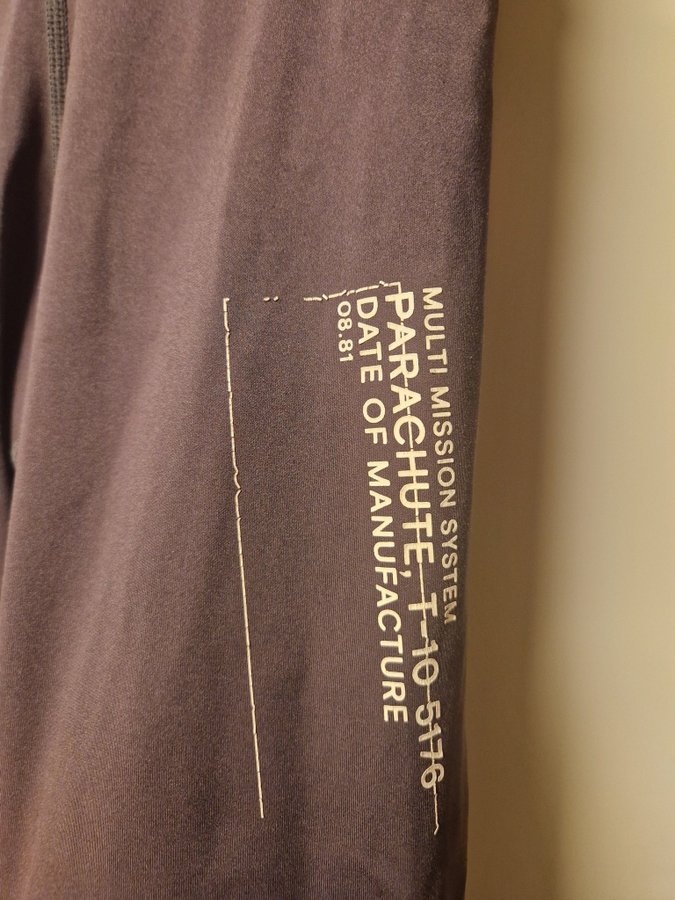 MULTI MISSION SYSTEM
PARACHUTE, T-10 5176
DATE OF MANUFACTURE
08.81